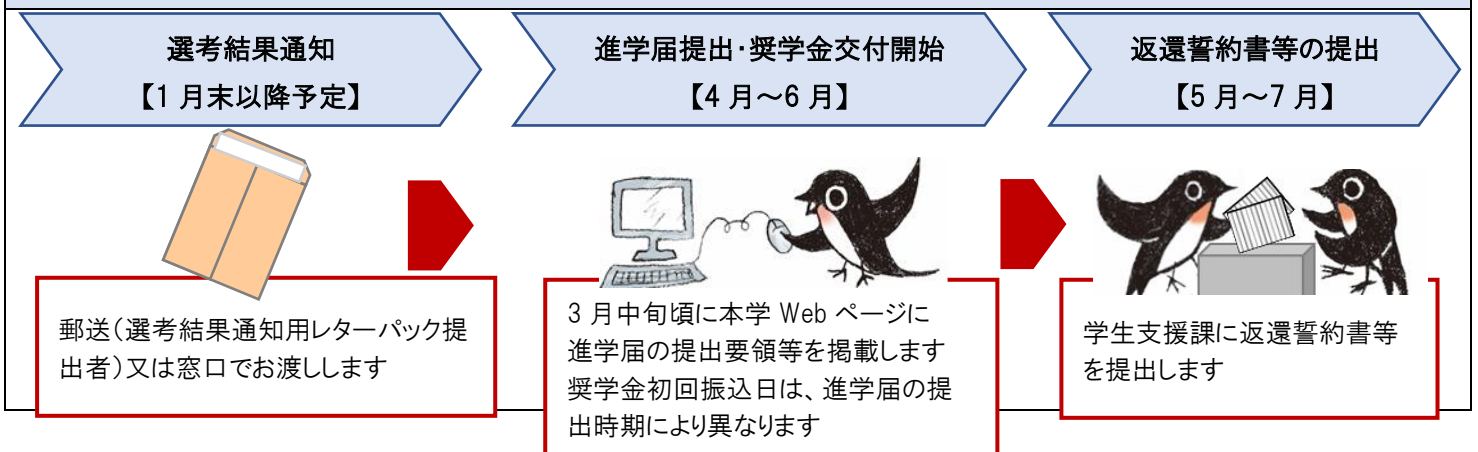 選考結果通知
【1 月末以降予定】
進学届提出・奨学金交付開始
【4 月～6 月】
返還誓約書等の提出
【5 月～7 月】
郵送（選考結果通知用レターパック提
出者）又は窓口でお渡しします
3 月中旬頃に本学 Web ページに
進学届の提出要領等を掲載します
奨学金初回振込日は、進学届の提
出時期により異なります
学生支援課に返還誓約書等
を提出します